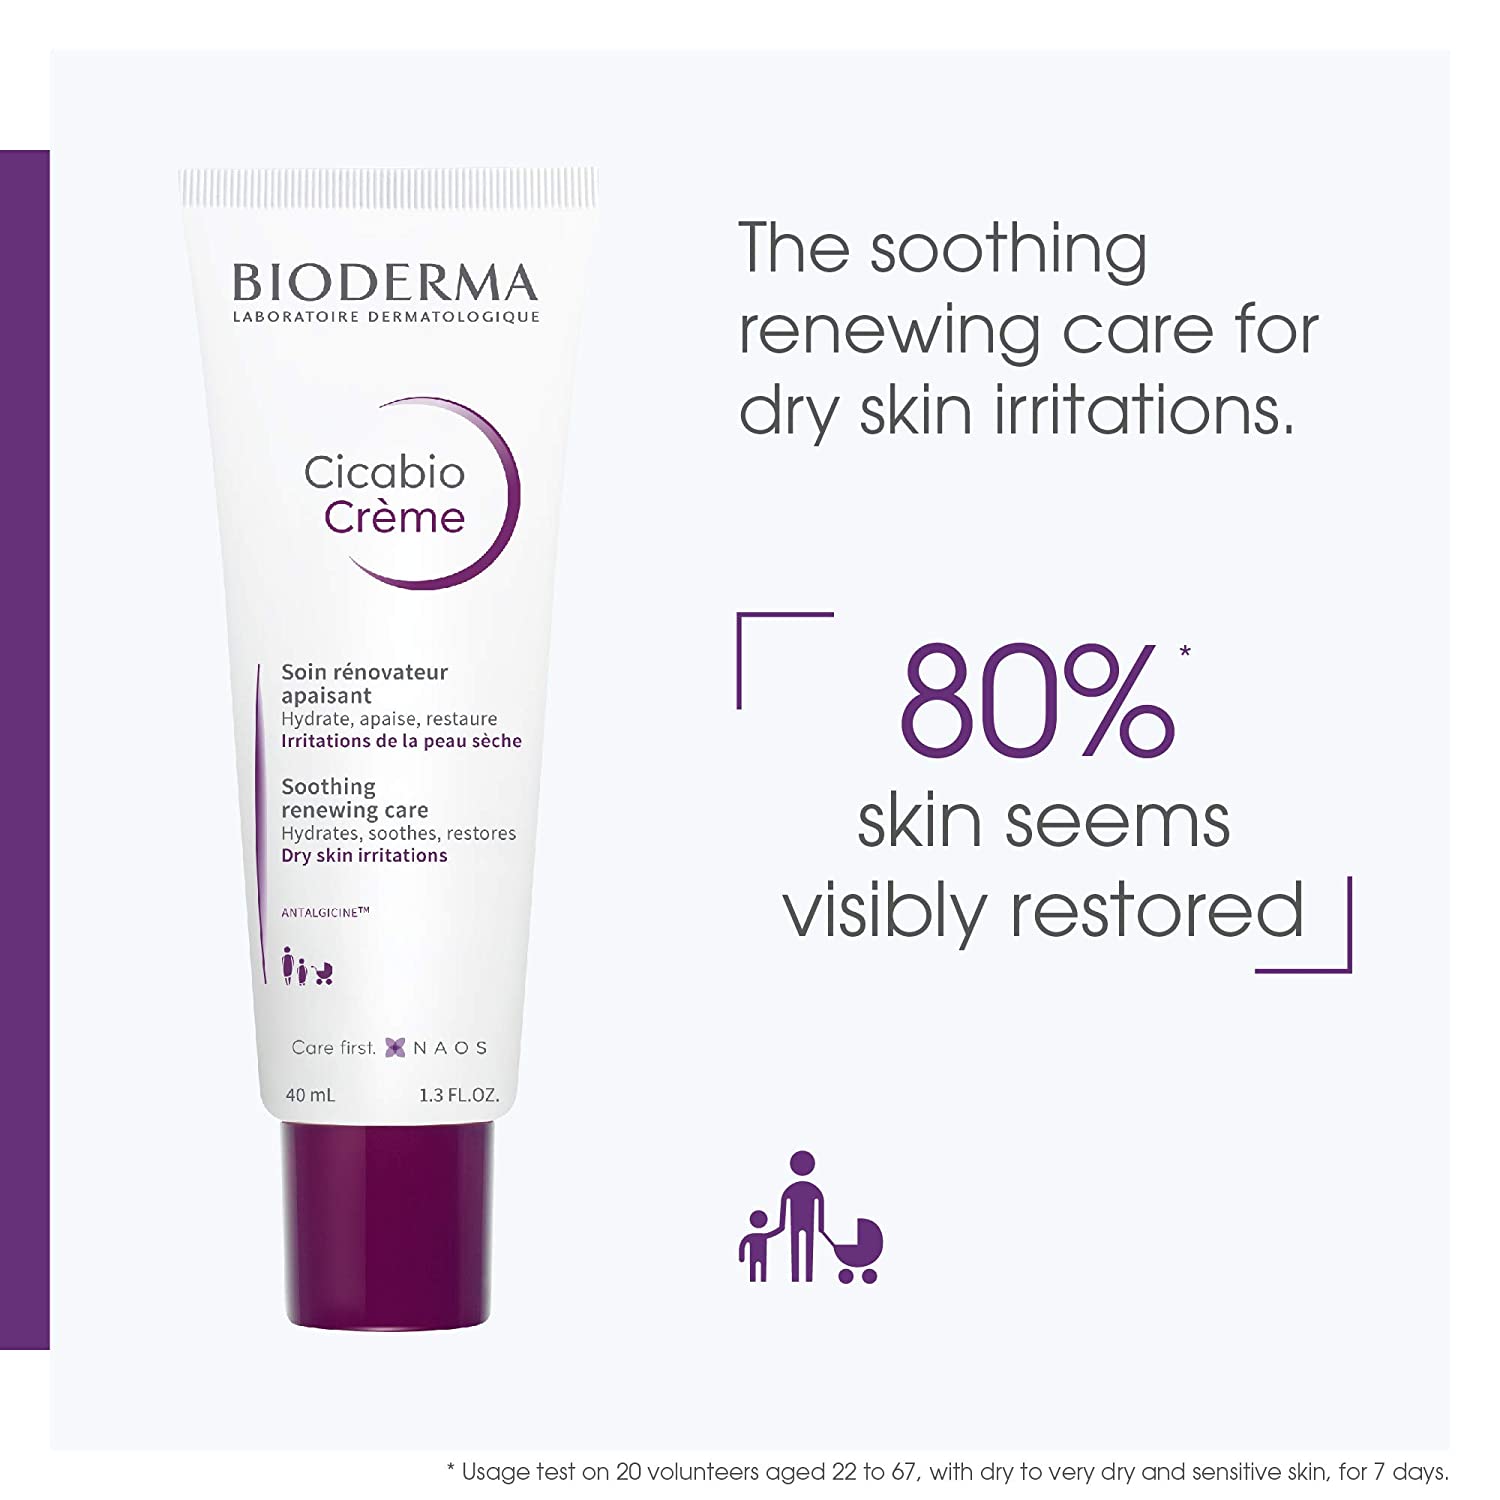 BIODERMA
LABORATOIRE DERMATOLOGIQUE
Cicabio
Crème
Soin rénovateur
apaisant
Hydrate, apaise, restaure
Irritations de la peau sèche
Soothing
renewing care
Hydrates, soothes, restores
Dry skin irritations
ANTALGICINE™
Care first. NAOS
40 mL 1.3 FL.OZ.
The soothing
renewing care for
dry skin irritations.
80%*
skin seems
visibly restored
* Usage test on 20 volunteers aged 22 to 67, with dry to very dry and sensitive skin, for 7 days.